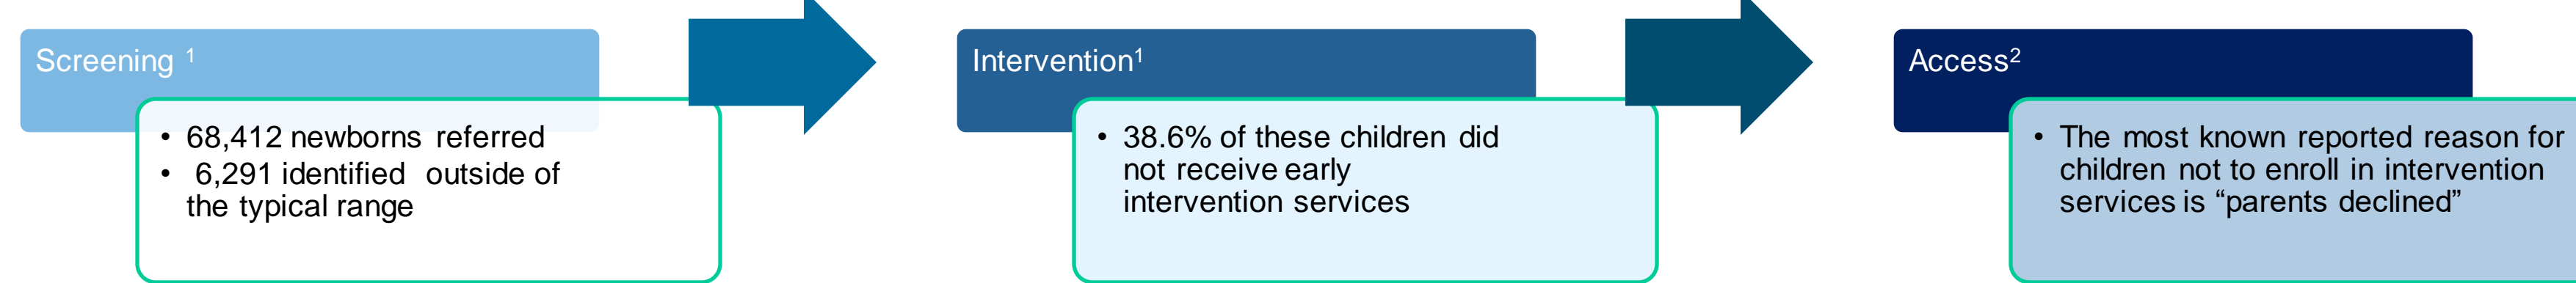 Screening ¹
• 68,412 newborns referred
• 6,291 identified outside of
the typical range
Intervention¹
• 38.6% of these children did
not receive early
intervention services
Access²
• The most known reported reason for
children not to enroll in intervention
services is “parents declined”